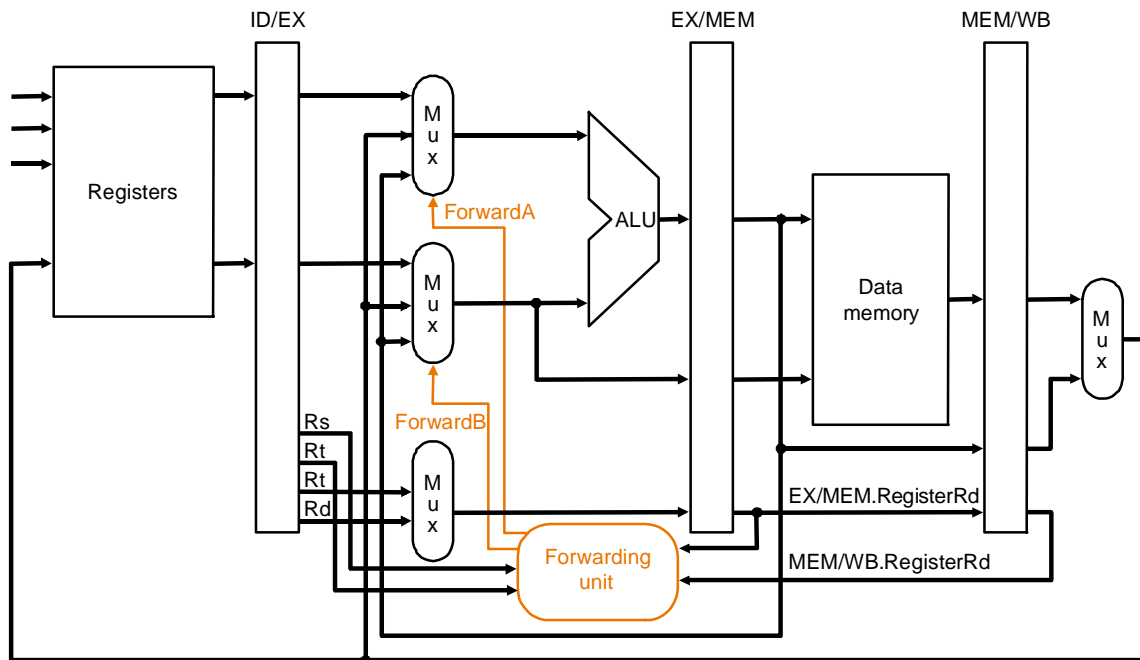 ID/EX
EX/MEM
MEM/WB
Registers
M
u
x
ForwardA
ALU
M
u
x
Data
memory
M
u
x
ForwardB
Rs
Rt
Rt
Rd
M
u
x
EX/MEM.RegisterRd
Forwarding
unit
MEM/WB.RegisterRd